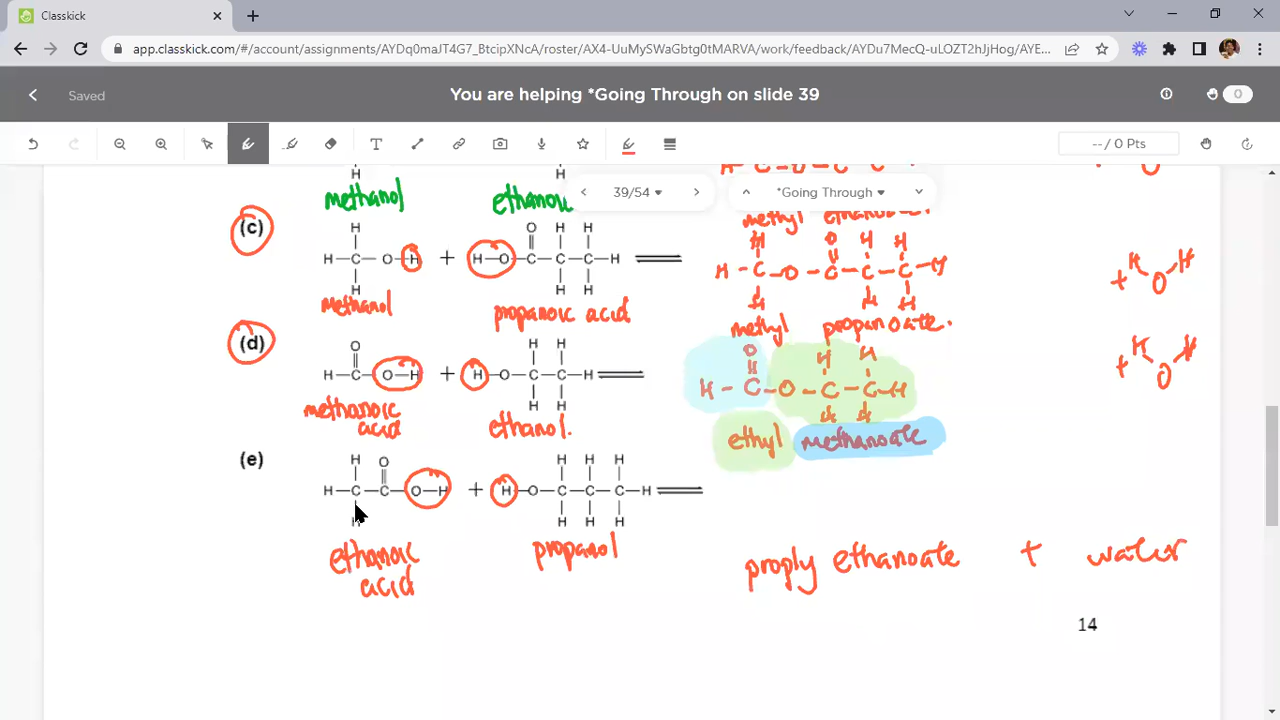 Classkick
app.classkick.com/#/account/assignments/AYDq0maJT4G7_BtcipXNCA/roster/AX4-UuMySWaGbtg0tMARVA/work/feedback/AYDu7MecQ-uLOZT2hJjHog/AYE...
Saved
You are helping *Going Through on slide 39
0
-- / 0 Pts
39/54
*Going Through
H H
methanol
methyl ethanoate
(c)
H O H H
H—C—O—H + H—O—C—C—C—H
H H H
methanol
propanoic acid
H O H H
H-C-O-C-C-C-H
H H H
methyl propanoate.
+ H O H
(d)
O H H
H—C—O—H + H—O—C—C—H
H H
methanoic acid
ethanol.
O H H
H-C-O-C-C-H
H H
ethyl methanoate
+ H O H
(e)
H O H H H
H—C—C—O—H + H—O—C—C—C—H
H H H H
ethanoic acid
propanol
proply ethanoate + water
14